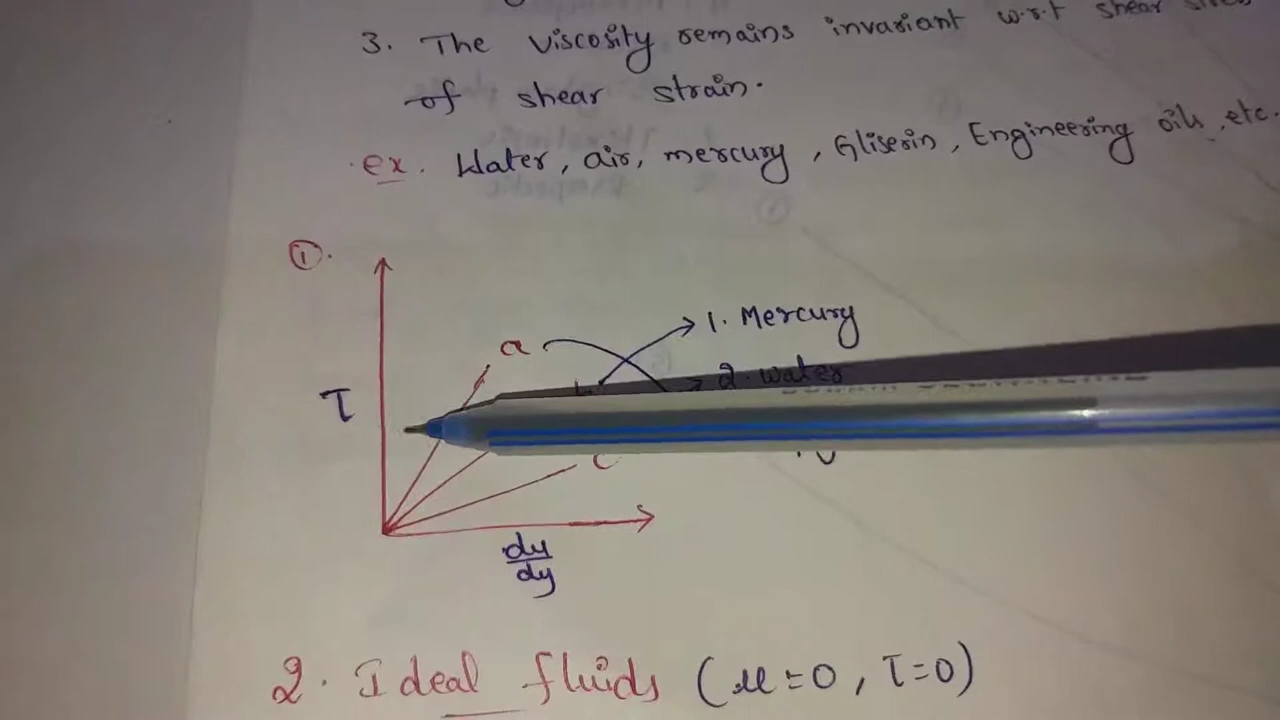 3. The viscosity remains invariant w.r.t shear
of shear strain.
ex. Water, air, mercury, Gliserin, Engineering oils, etc.
①.
a
1. Mercury
2. water
τ
c
du
dy
2. Ideal fluids (μ=0, τ=0)